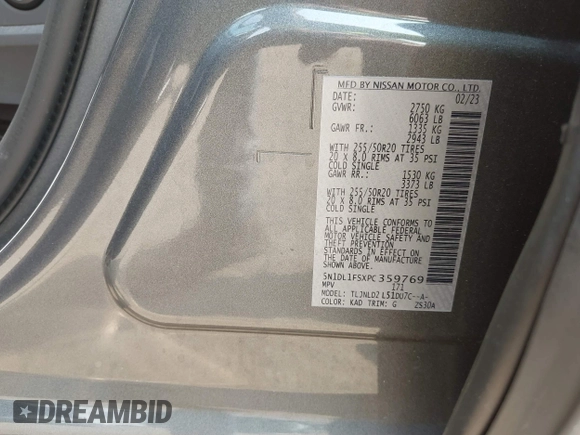 MFD BY NISSAN MOTOR CO., LTD.
DATE: 02/23
GVWR: 2750 KG
6063 LB
GAWR FR.: 1335 KG
2943 LB
WITH 255/50R20 TIRES
20 X 8.0 RIMS AT 35 PSI
COLD SINGLE
GAWR RR.: 1530 KG
3373 LB
WITH 255/50R20 TIRES
20 X 8.0 RIMS AT 35 PSI
COLD SINGLE
THIS VEHICLE CONFORMS TO
ALL APPLICABLE FEDERAL
MOTOR VEHICLE SAFETY AND
THEFT PREVENTION
STANDARDS IN EFFECT ON
THE DATE OF MANUFACTURE
SHOWN ABOVE.
5N1DL1FSXPC359769
MPV 171
MODEL: TLJNLDZ L51DU7C--A-
COLOR: KAD TRIM: G 2S30A
DREAMBID